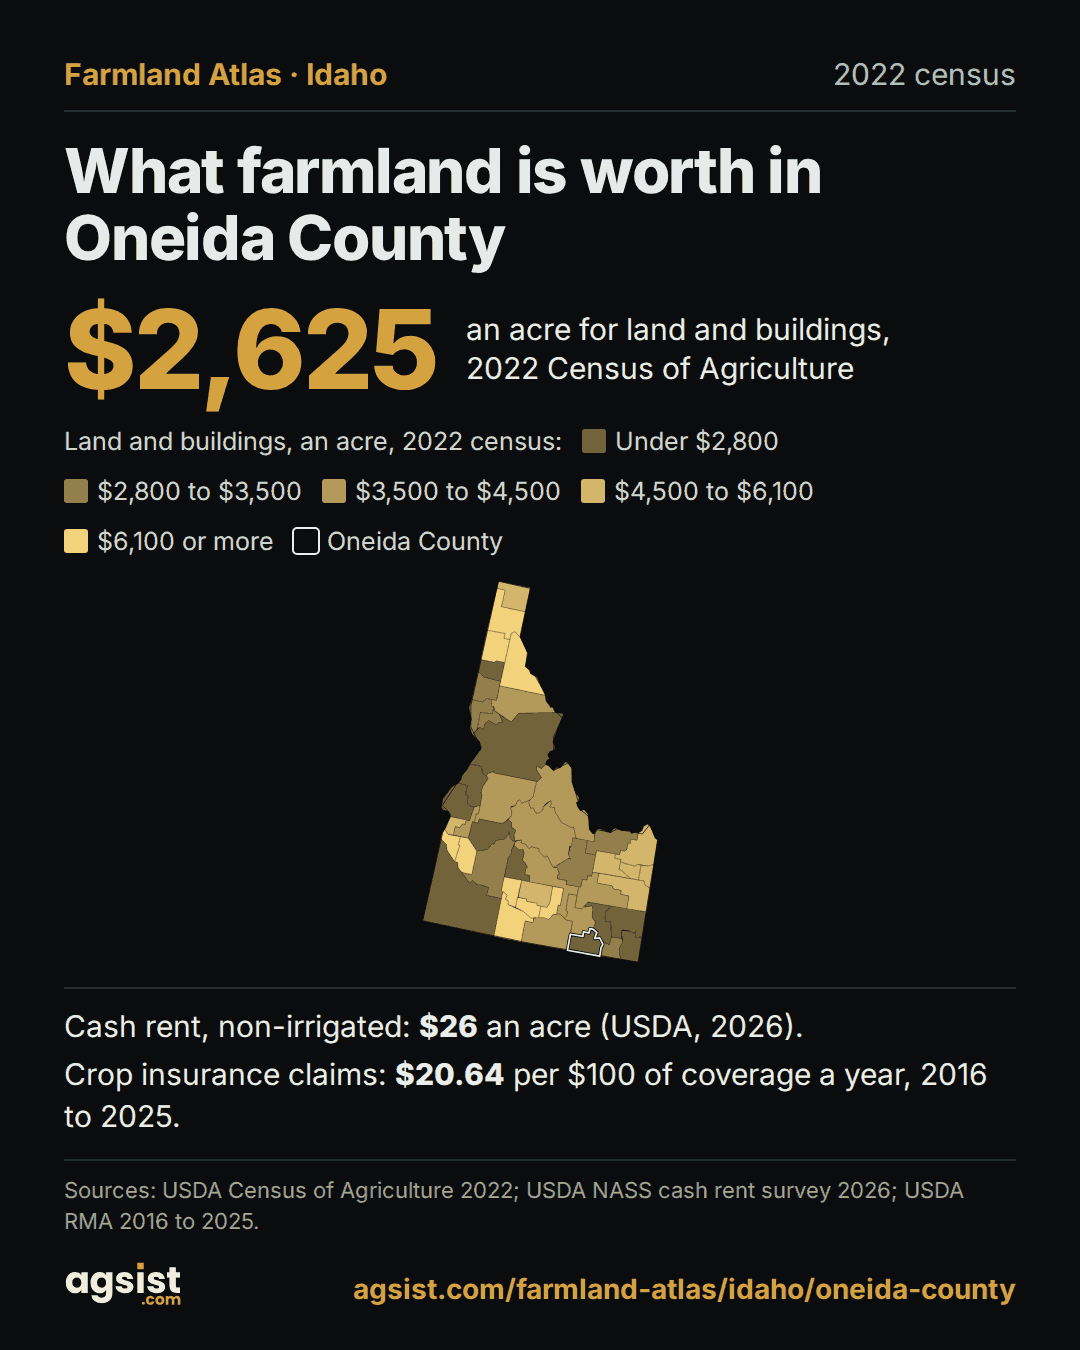 Farmland Atlas · Idaho
2022 census
What farmland is worth in
Oneida County
$2,625
an acre for land and buildings,
2022 Census of Agriculture
Land and buildings, an acre, 2022 census: Under $2,800
$2,800 to $3,500 $3,500 to $4,500 $4,500 to $6,100
$6,100 or more Oneida County
Cash rent, non-irrigated: $26 an acre (USDA, 2026).
Crop insurance claims: $20.64 per $100 of coverage a year, 2016
to 2025.
Sources: USDA Census of Agriculture 2022; USDA NASS cash rent survey 2026; USDA
RMA 2016 to 2025.
agsist
.com
agsist.com/farmland-atlas/idaho/oneida-county